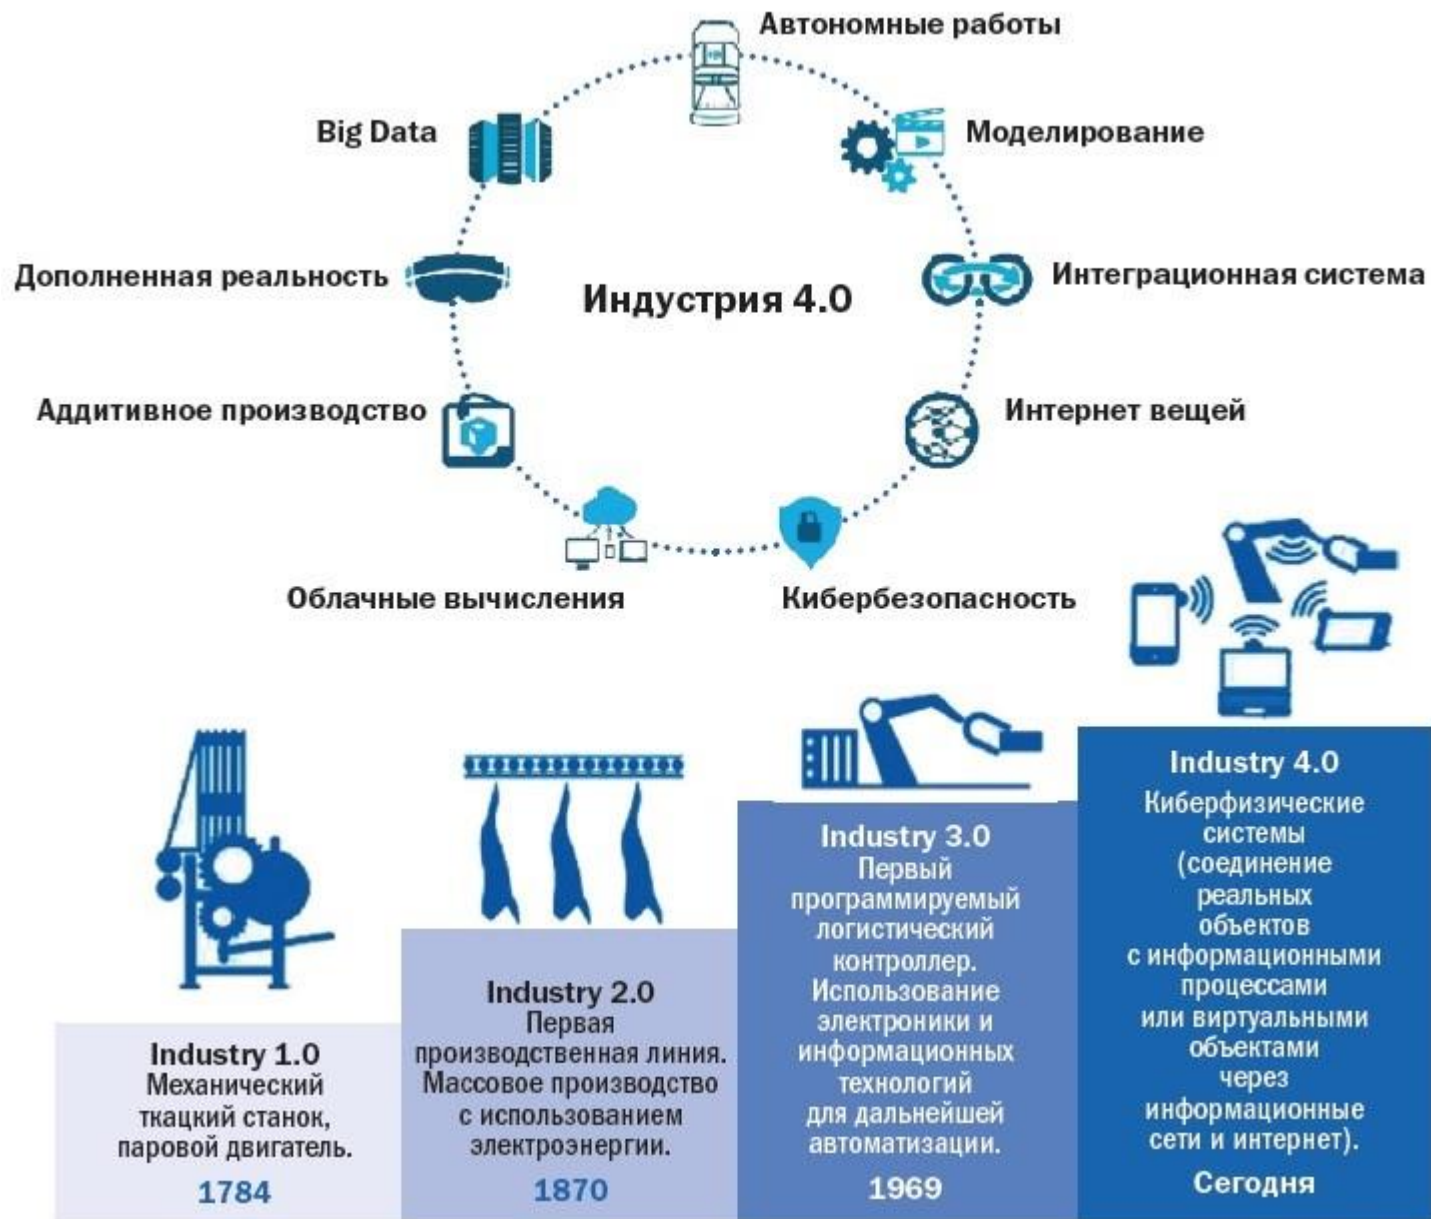 Автономные работы
Big Data
Моделирование
Дополненная реальность
Интеграционная система
Индустрия 4.0
Аддитивное производство
Интернет вещей
Облачные вычисления
Кибербезопасность
Industry 1.0
Механический
ткацкий станок,
паровой двигатель.
1784
Industry 2.0
Первая
производственная линия.
Массовое производство
с использованием
электроэнергии.
1870
Industry 3.0
Первый
программируемый
логистический
контроллер.
Использование
электроники и
информационных
технологий
для дальнейшей
автоматизации.
1969
Industry 4.0
Киберфизические
системы
(соединение
реальных
объектов
с информационными
процессами
или виртуальными
объектами
через
информационные
сети и интернет).
Сегодня